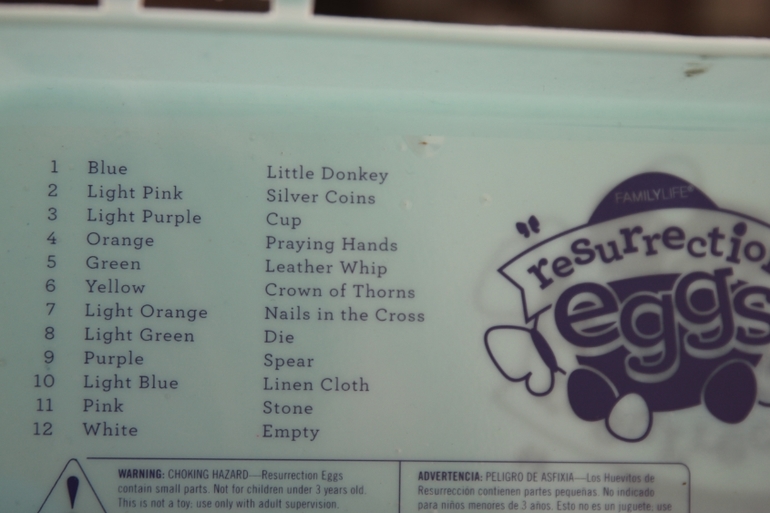 1 Blue Little Donkey
2 Light Pink Silver Coins
3 Light Purple Cup
4 Orange Praying Hands
5 Green Leather Whip
6 Yellow Crown of Thorns
7 Light Orange Nails in the Cross
8 Light Green Die
9 Purple Spear
10 Light Blue Linen Cloth
11 Pink Stone
12 White Empty
FAMILYLIFE®
resurrectio
eggs
WARNING: CHOKING HAZARD—Resurrection Eggs
contain small parts. Not for children under 3 years old.
This is not a toy; use only with adult supervision.
ADVERTENCIA: PELIGRO DE ASFIXIA—Los Huevitos de
Resurrección contienen partes pequeñas. No indicado
para niños menores de 3 años. Esto no es un juguete, use